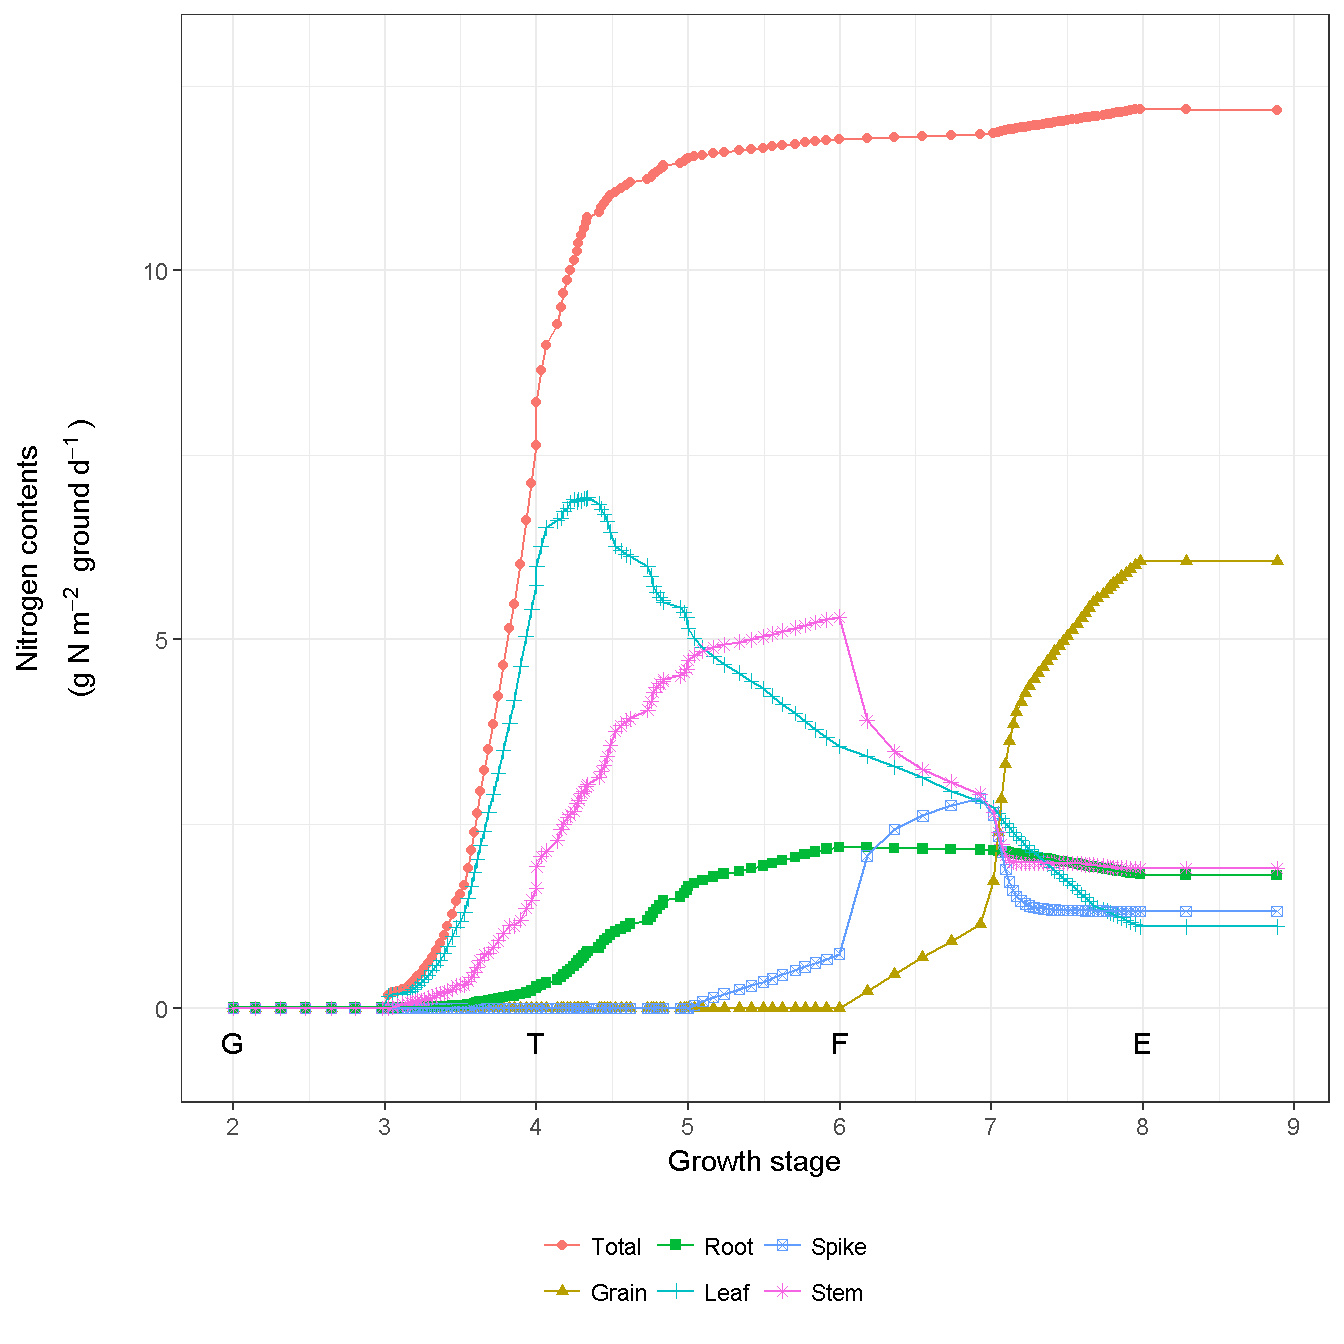 Nitrogen contents
(g N m⁻² ground d⁻¹)
10
5
0
G T F E
2 3 4 5 6 7 8 9
Growth stage
Total Root Spike
Grain Leaf Stem